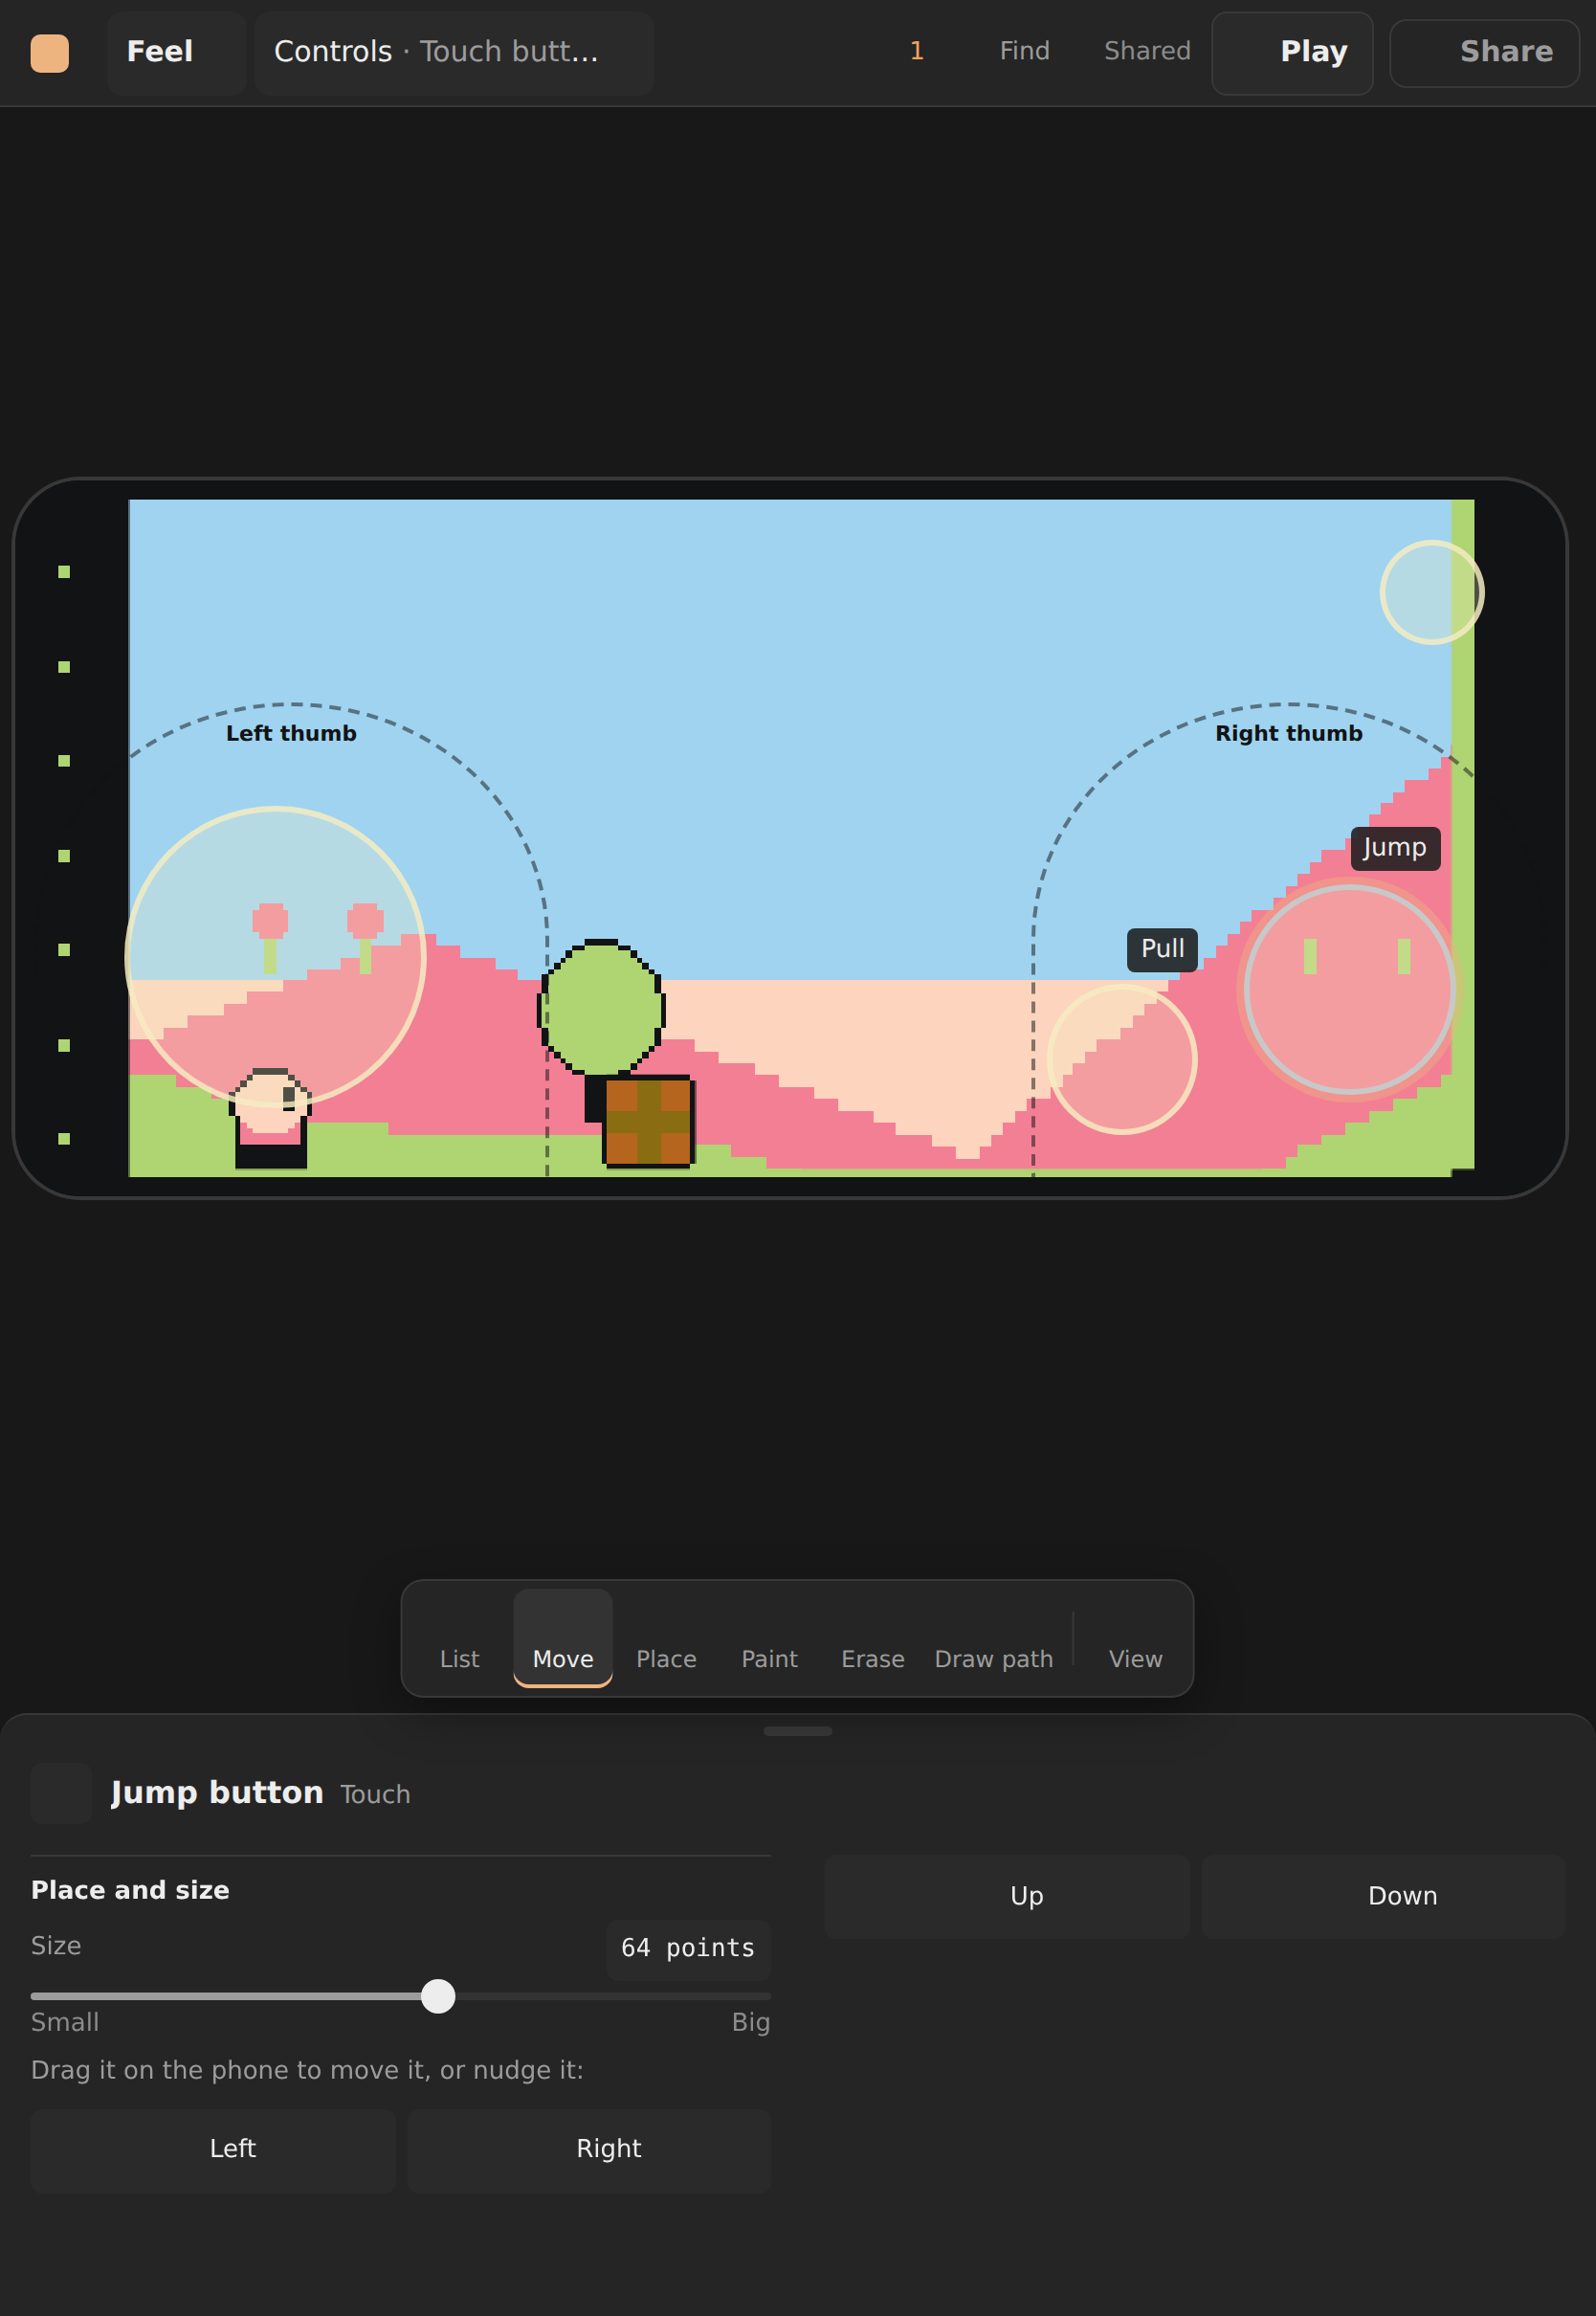 Feel
Controls · Touch butt...
1
Find
Shared
Play
Share
Left thumb
Right thumb
Jump
Pull
List
Move
Place
Paint
Erase
Draw path
View
Jump button Touch
Place and size
Size
64 points
Small
Big
Drag it on the phone to move it, or nudge it:
Left
Right
Up
Down